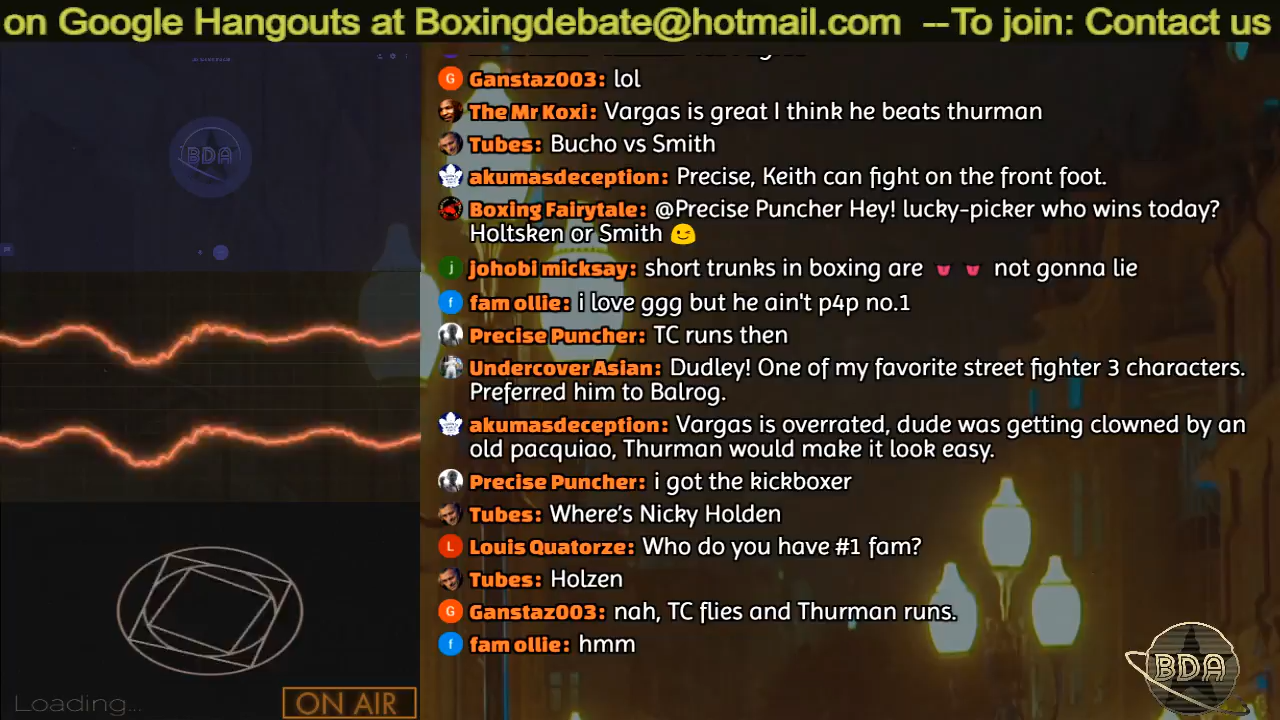 on Google Hangouts at Boxingdebate@hotmail.com --To join: Contact us
BDA
Ganstaz003: lol
The Mr Koxi: Vargas is great I think he beats thurman
Tubes: Bucho vs Smith
akumasdeception: Precise, Keith can fight on the front foot.
Boxing Fairytale: @Precise Puncher Hey! lucky-picker who wins today?
Holtsken or Smith 😉
j johobi micksay: short trunks in boxing are 👅 👅 not gonna lie
f fam ollie: i love ggg but he ain't p4p no.1
Precise Puncher: TC runs then
Undercover Asian: Dudley! One of my favorite street fighter 3 characters.
Preferred him to Balrog.
akumasdeception: Vargas is overrated, dude was getting clowned by an
old pacquiao, Thurman would make it look easy.
Precise Puncher: i got the kickboxer
Tubes: Where's Nicky Holden
L Louis Quatorze: Who do you have #1 fam?
Tubes: Holzen
G Ganstaz003: nah, TC flies and Thurman runs.
f fam ollie: hmm
BDA
Loading...
ON AIR